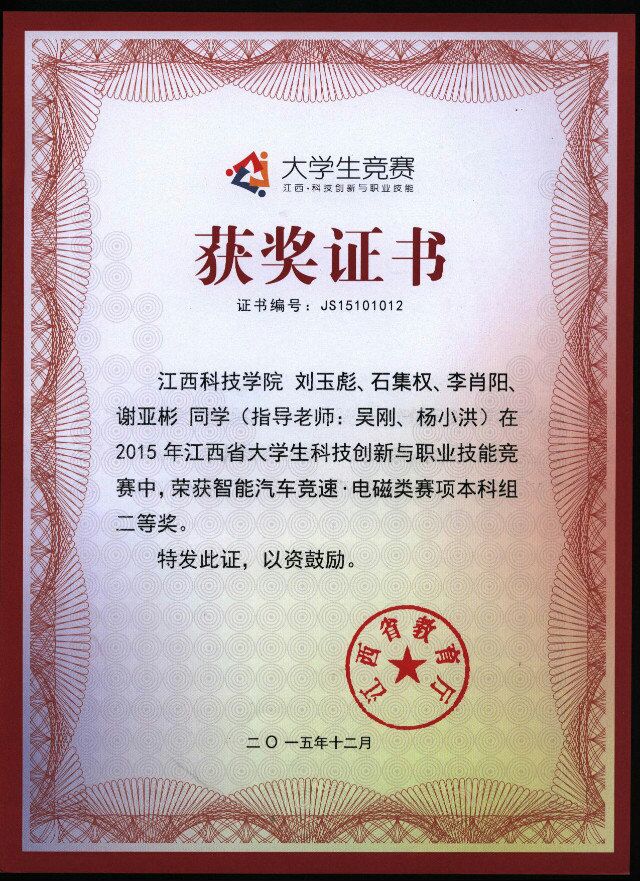 大学生竞赛
江西·科技创新与职业技能
获奖证书
证书编号：JS15101012
江西科技学院 刘玉彪、石集权、李肖阳、
谢亚彬 同学（指导老师：吴刚、杨小洪）在
2015年江西省大学生科技创新与职业技能竞
赛中，荣获智能汽车竞速·电磁类赛项本科组
二等奖。
特发此证，以资鼓励。
江西省教育厅
二〇一五年十二月